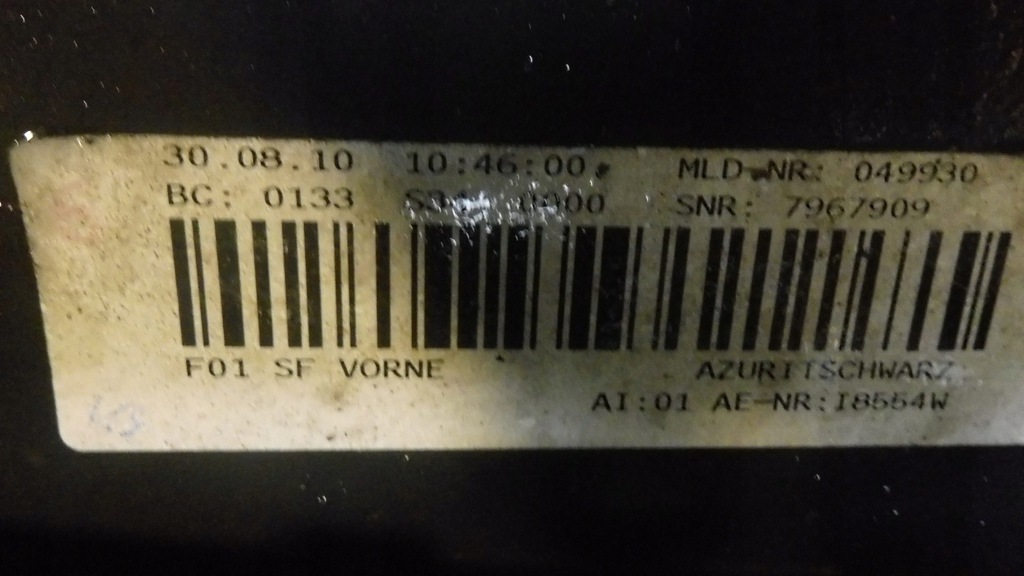 30.08.10 10:46:00 MLD-NR: 049930
BC: 0133 SNR: 7967909
F01 SF VORNE AZURITSCHWARZ
AI:01 AE-NR:I8554W